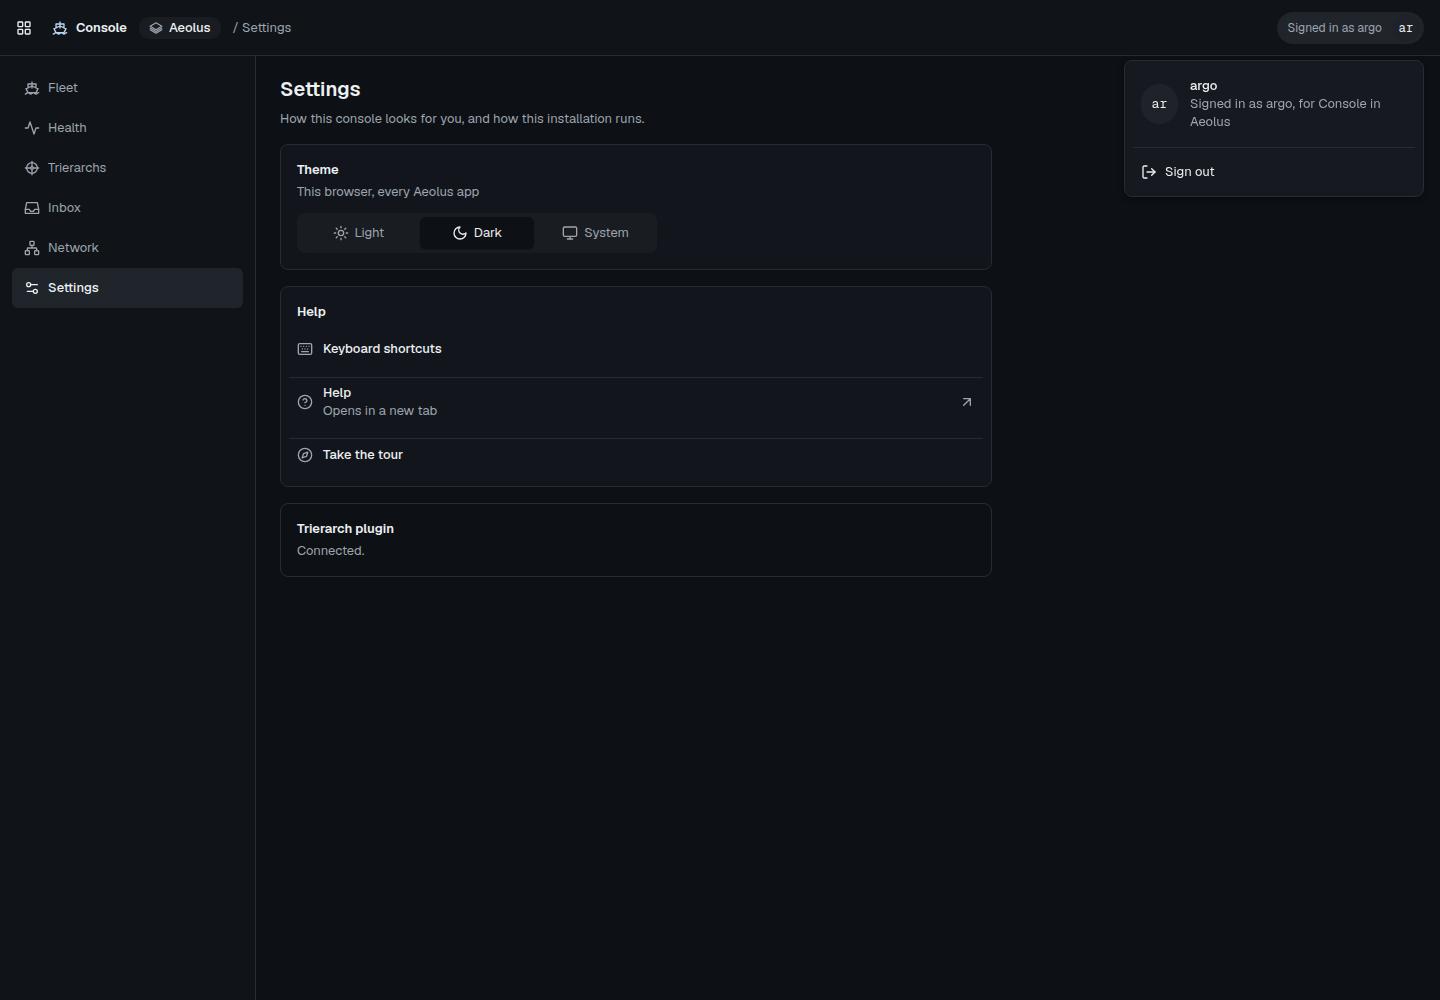 Console
Aeolus
/ Settings
Signed in as argo
ar
Fleet
Health
Trierarchs
Inbox
Network
Settings
Settings
How this console looks for you, and how this installation runs.
Theme
This browser, every Aeolus app
Light
Dark
System
Help
Keyboard shortcuts
Help
Opens in a new tab
Take the tour
Trierarch plugin
Connected.
ar
argo
Signed in as argo, for Console in
Aeolus
Sign out